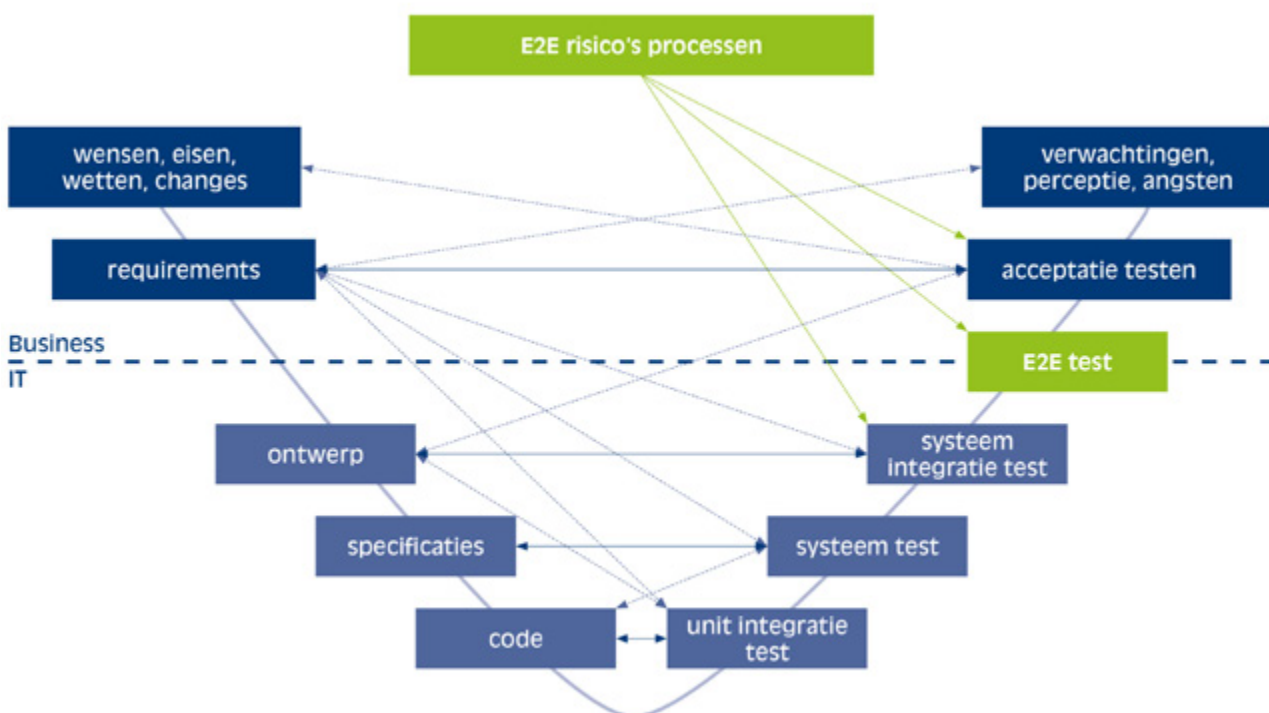 E2E risico's processen
wensen, eisen,
wetten, changes
verwachtingen,
perceptie, angsten
requirements
acceptatie testen
Business
E2E test
IT
ontwerp
systeem
integratie test
specificaties
systeem test
code
unit integratie
test